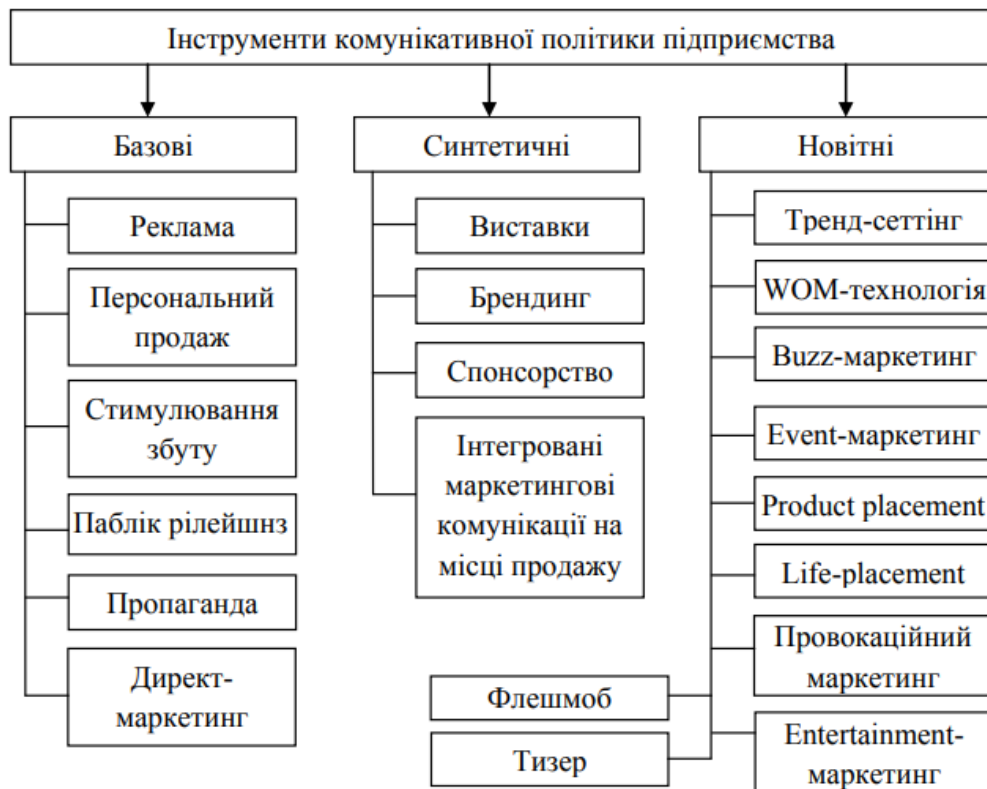 Інструменти комунікативної політики підприємства
Базові
Реклама
Персональний
продаж
Стимулювання
збуту
Паблік рілейшнз
Пропаганда
Директ-
маркетинг
Синтетичні
Виставки
Брендинг
Спонсорство
Інтегровані
маркетингові
комунікації на
місці продажу
Новітні
Тренд-сеттінг
WOM-технологія
Buzz-маркетинг
Event-маркетинг
Product placement
Life-placement
Провокаційний
маркетинг
Entertainment-
маркетинг
Флешмоб
Тизер